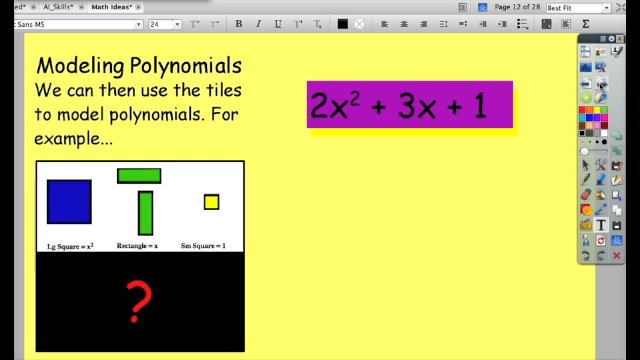 Math Ideas*
AI_Skills*
Page 12 of 28
Best Fit
Sans MS
24
B I U
Modeling Polynomials
We can then use the tiles
to model polynomials. For
example...
2x² + 3x + 1
Lg Square = x²
Rectangle = x
Sm Square = 1
?